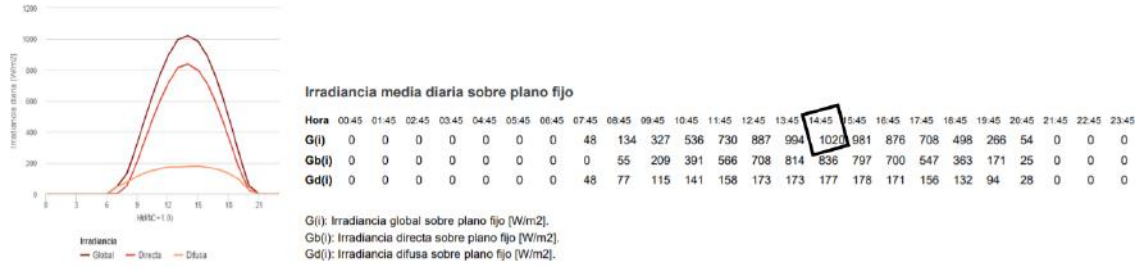 1200
1000
800
600
400
200
0
Irradiancia diaria [W/m2]
0 3 6 9 12 15 18 21
Irradiancia
Global Directa Difusa
Irradiancia media diaria sobre plano fijo
Hora 00:45 01:45 02:45 03:45 04:45 05:45 06:45 07:45 08:45 09:45 10:45 11:45 12:45 13:45 14:45 15:45 16:45 17:45 18:45 19:45 20:45 21:45 22:45 23:45
G(i) 0 0 0 0 0 0 0 48 134 327 536 730 887 994 1020 981 876 708 498 266 54 0 0 0
Gb(i) 0 0 0 0 0 0 0 0 55 209 391 566 708 814 836 797 700 547 363 171 25 0 0 0
Gd(i) 0 0 0 0 0 0 0 48 77 115 141 158 173 173 177 178 171 156 132 94 28 0 0 0
G(i): Irradiancia global sobre plano fijo [W/m2].
Gb(i): Irradiancia directa sobre plano fijo [W/m2].
Gd(i): Irradiancia difusa sobre plano fijo [W/m2].